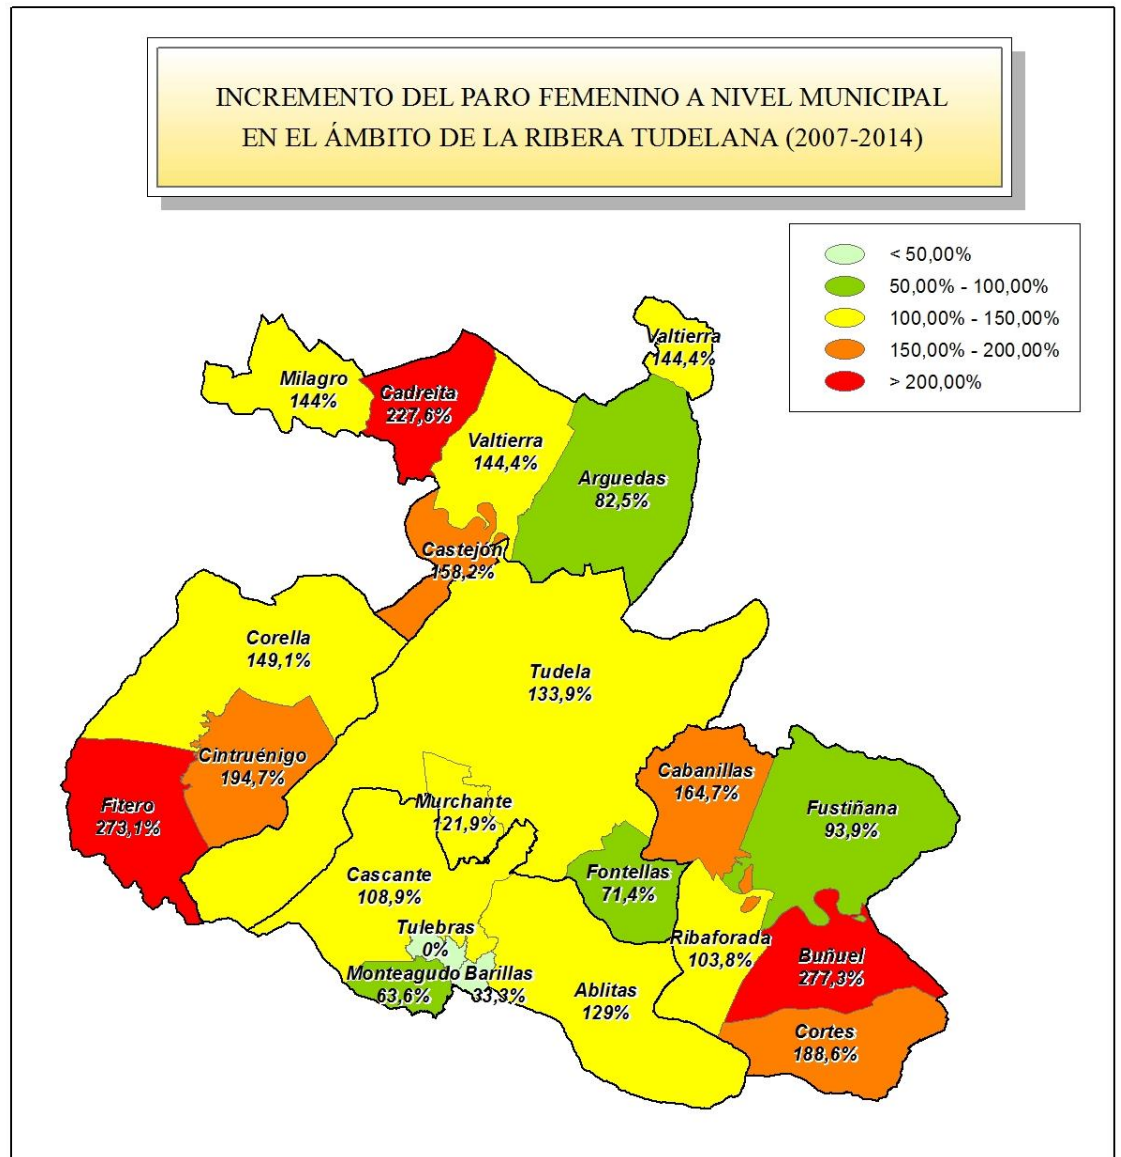 INCREMENTO DEL PARO FEMENINO A NIVEL MUNICIPAL
EN EL ÁMBITO DE LA RIBERA TUDELANA (2007-2014)
< 50,00%
50,00% - 100,00%
100,00% - 150,00%
150,00% - 200,00%
> 200,00%
Valtierra
144,4%
Milagro
144%
Cadreita
227,6%
Valtierra
144,4%
Arguedas
82,5%
Castejón
158,2%
Corella
149,1%
Tudela
133,9%
Cintruénigo
194,7%
Cabanillas
164,7%
Fitero
273,1%
Murchante
121,9%
Fustiñana
93,9%
Cascante
108,9%
Fontellas
71,4%
Tulebras
0%
Ribaforada
103,8%
Monteagudo
63,6%
Barillas
33,3%
Buñuel
277,3%
Ablitas
129%
Cortes
188,6%